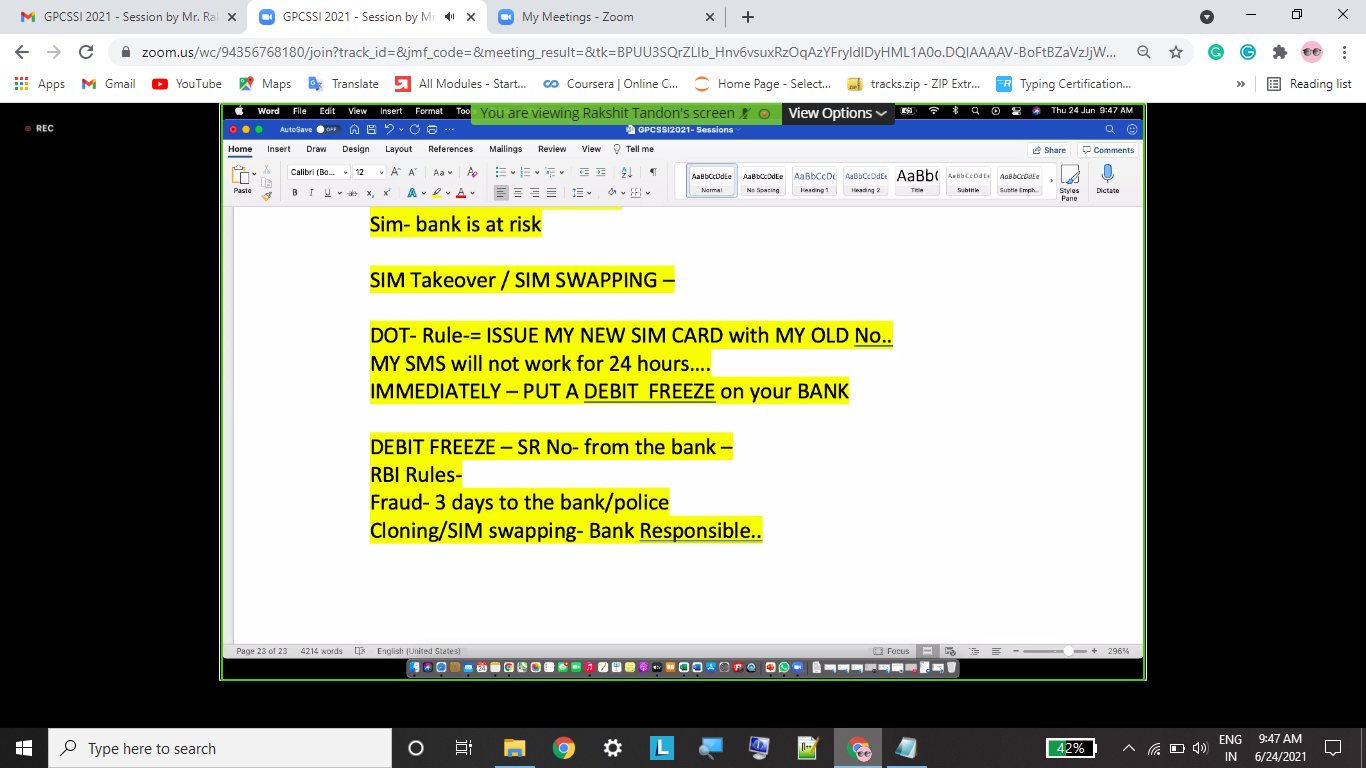 GPCSSI 2021 - Session by Mr. Ra
GPCSSI 2021 - Session by Mr
My Meetings - Zoom
zoom.us/wc/94356768180/join?track_id=&jmf_code=&meeting_result=&tk=BPUU3SQrZLIb_Hnv6vsuxRzOqAzYFryldIDyHML1A0o.DQIAAAAV-BoFtBZaVzJjW...
Apps Gmail YouTube Maps Translate All Modules - Start... Coursera | Online C... Home Page - Select... tracks.zip - ZIP Extr... Typing Certification... » Reading list
REC
Word File Edit View Insert Format Too
You are viewing Rakshit Tandon's screen
View Options
Thu 24 Jun 9:47 AM
AutoSave OFF
GPCSSI2021- Sessions
Home Insert Draw Design Layout References Mailings Review View Tell me
Share Comments
Paste
Calibri (Bo... 12
AaBbCcDdEe AaBbCcDdEe AaBbCcDc AaBbCcDdEe AaBb( AaBbCcDdEe AaBbCcDdEe
Normal No Spacing Heading 1 Heading 2 Title Subtitle Subtle Emph...
Styles Pane
Dictate
Sim- bank is at risk
SIM Takeover / SIM SWAPPING –
DOT- Rule-= ISSUE MY NEW SIM CARD with MY OLD No..
MY SMS will not work for 24 hours....
IMMEDIATELY – PUT A DEBIT FREEZE on your BANK
DEBIT FREEZE – SR No- from the bank –
RBI Rules-
Fraud- 3 days to the bank/police
Cloning/SIM swapping- Bank Responsible..
Page 23 of 23 4214 words English (United States) Focus 296%
Type here to search
42%
ENG
IN
9:47 AM
6/24/2021